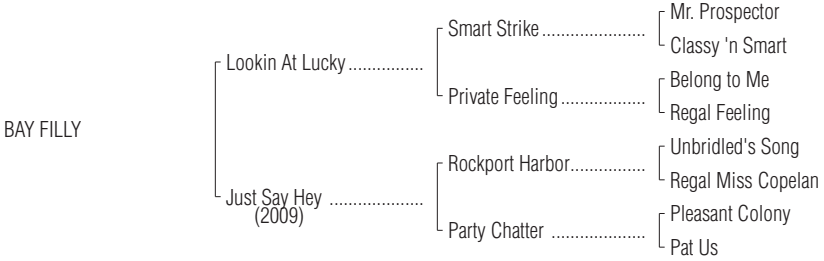 Mr. Prospector
Smart Strike......................
Classy 'n Smart
Lookin At Lucky................
Belong to Me
Private Feeling..................
Regal Feeling
BAY FILLY
Unbridled's Song
Rockport Harbor................
Regal Miss Copelan
Just Say Hey ....................
(2009)
Pleasant Colony
Party Chatter ....................
Pat Us